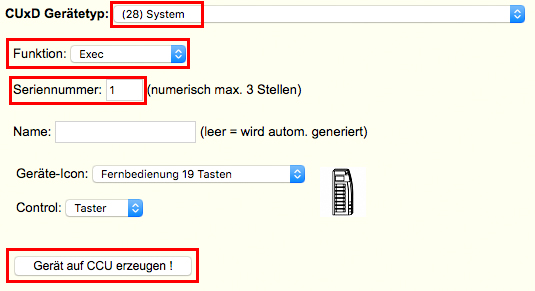 CUxD Gerätetyp: (28) System
Funktion: Exec
Seriennummer: 1 (numerisch max. 3 Stellen)
Name: (leer = wird autom. generiert)
Geräte-Icon: Fernbedienung 19 Tasten
Control: Taster
Gerät auf CCU erzeugen !